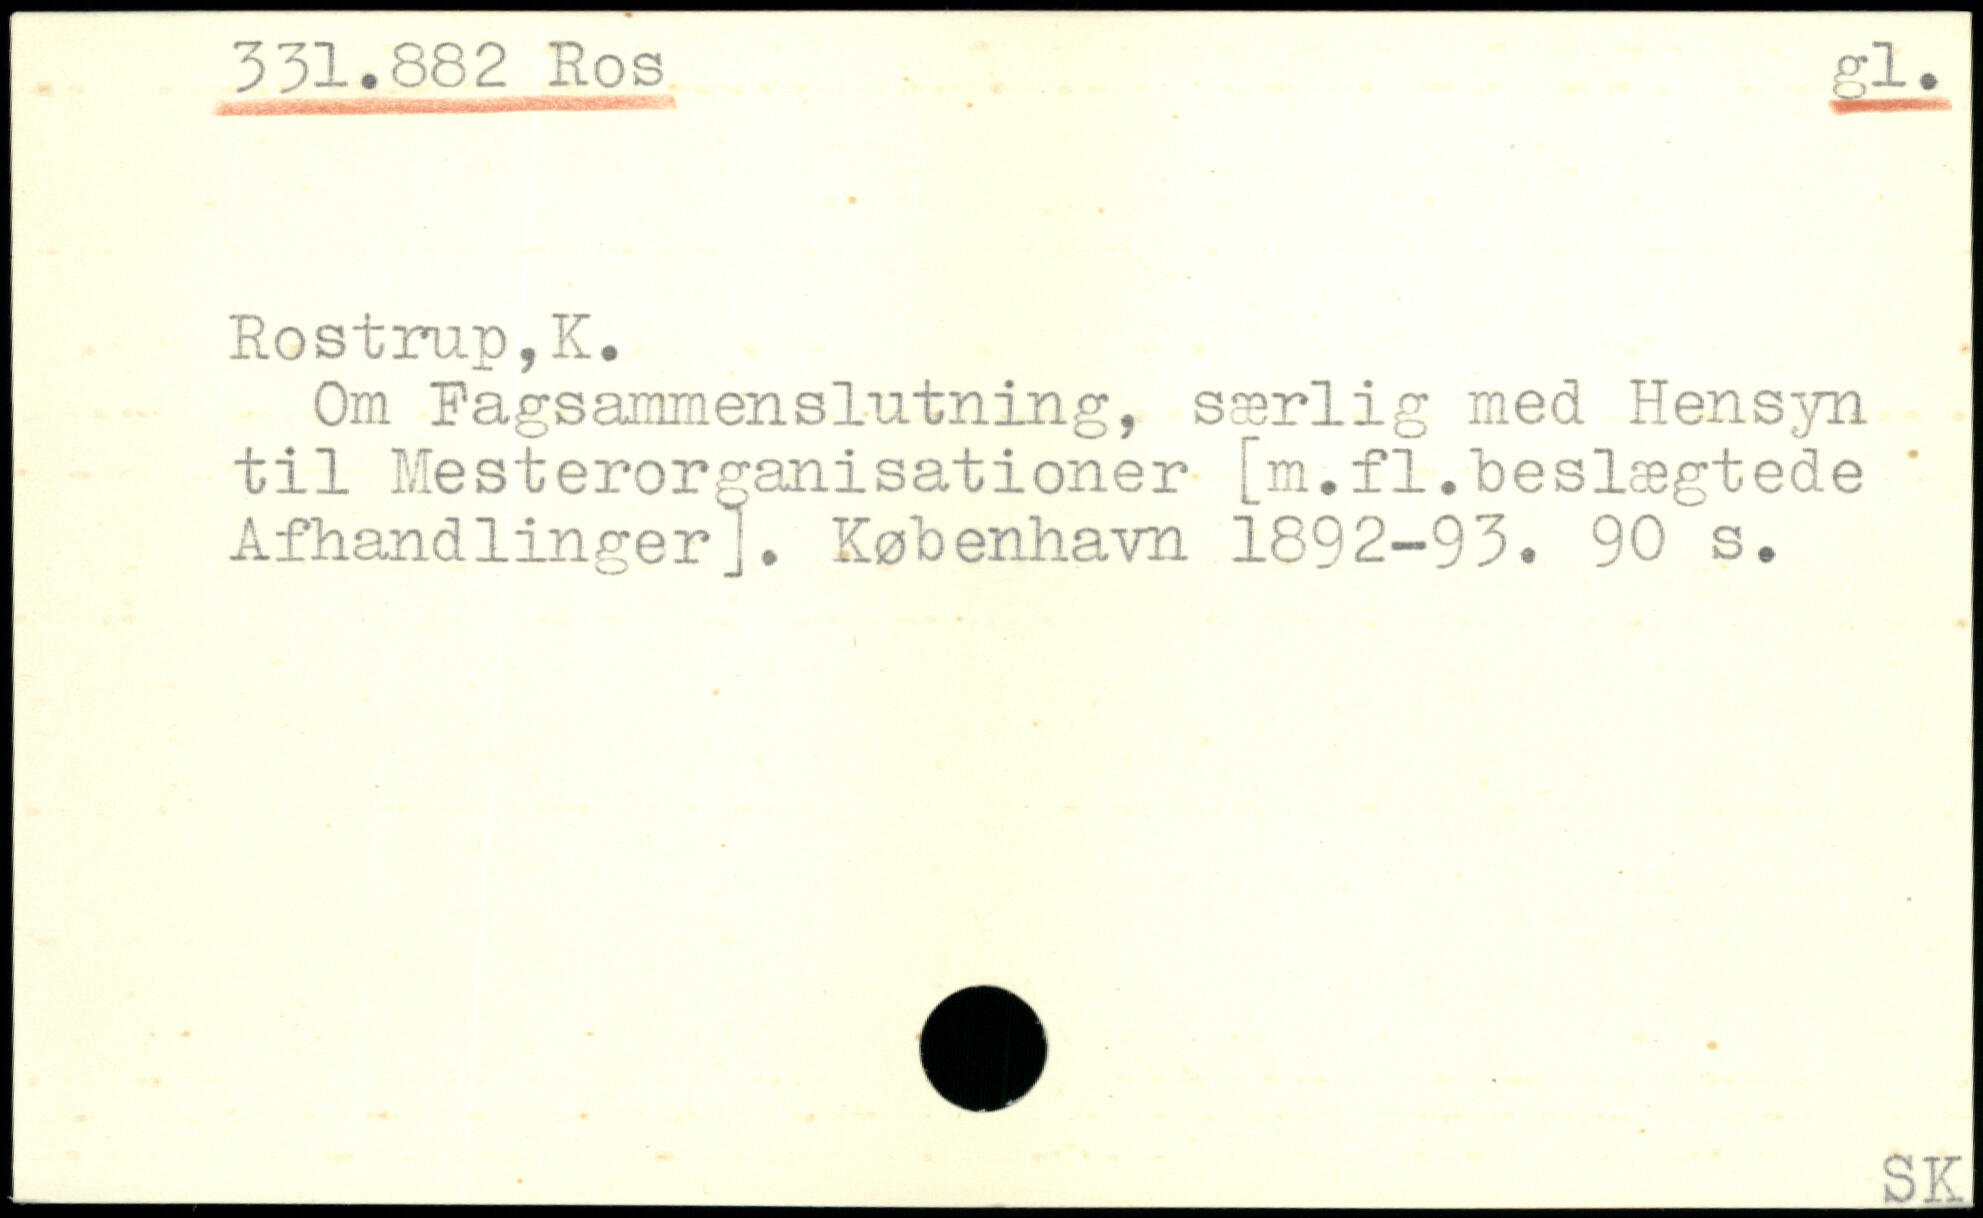 331.882 Ros gl.
Rostrup,K.
Om Fagsammenslutning, særlig med Hensyn
til Mesterorganisationer [m.fl.beslægtede
Afhandlinger]. København 1892-93. 90 s.
SK